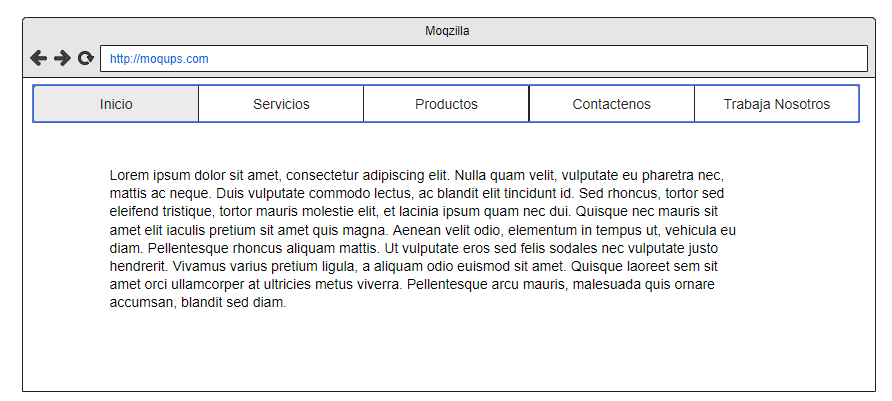 Moqzilla
http://moqups.com
Inicio Servicios Productos Contactenos Trabaja Nosotros
Lorem ipsum dolor sit amet, consectetur adipiscing elit. Nulla quam velit, vulputate eu pharetra nec,
mattis ac neque. Duis vulputate commodo lectus, ac blandit elit tincidunt id. Sed rhoncus, tortor sed
eleifend tristique, tortor mauris molestie elit, et lacinia ipsum quam nec dui. Quisque nec mauris sit
amet elit iaculis pretium sit amet quis magna. Aenean velit odio, elementum in tempus ut, vehicula eu
diam. Pellentesque rhoncus aliquam mattis. Ut vulputate eros sed felis sodales nec vulputate justo
hendrerit. Vivamus varius pretium ligula, a aliquam odio euismod sit amet. Quisque laoreet sem sit
amet orci ullamcorper at ultricies metus viverra. Pellentesque arcu mauris, malesuada quis ornare
accumsan, blandit sed diam.